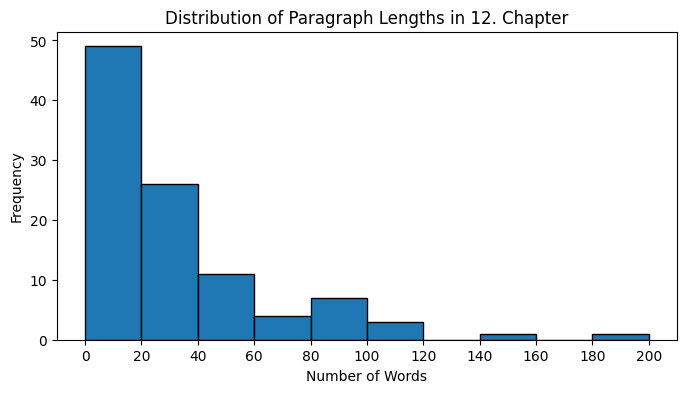 Distribution of Paragraph Lengths in 12. Chapter
50
40
30
20
10
0
Frequency
0 20 40 60 80 100 120 140 160 180 200
Number of Words